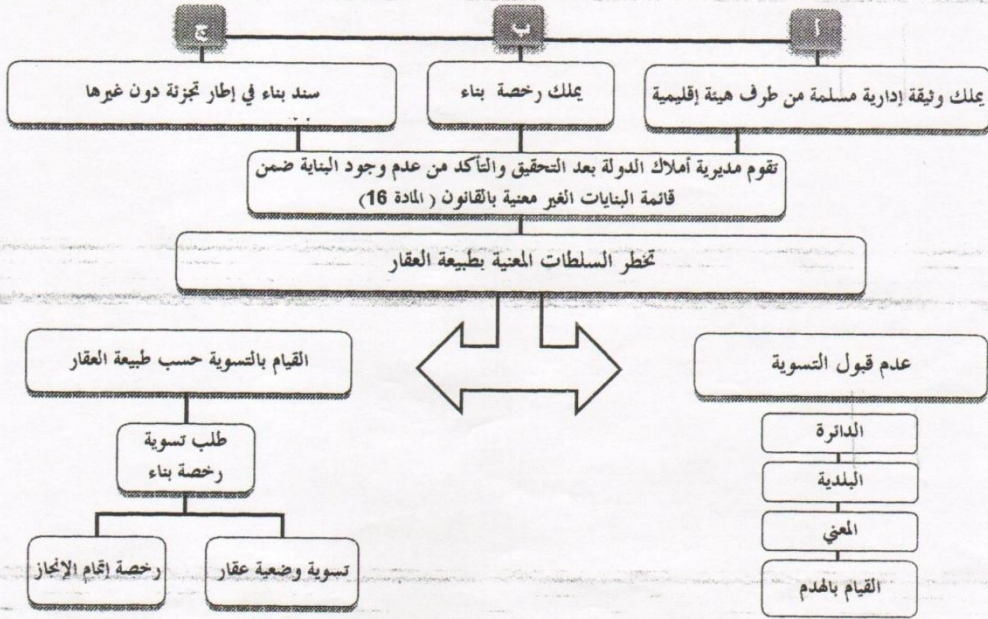 أ
ب
ج
يملك وثيقة إدارية مسلمة من طرف هيئة إقليمية
يملك رخصة بناء
سند بناء في إطار تجزئة دون غيرها
تقوم مديرية أملاك الدولة بعد التحقيق والتأكد من عدم وجود البناية ضمن
قائمة البنايات الغير معنية بالقانون ( المادة 16)
تخطر السلطات المعنية بطبيعة العقار
عدم قبول التسوية
الدائرة
البلدية
المعني
القيام بالهدم
القيام بالتسوية حسب طبيعة العقار
طلب تسوية
رخصة بناء
تسوية وضعية عقار
رخصة إتمام الإنجاز